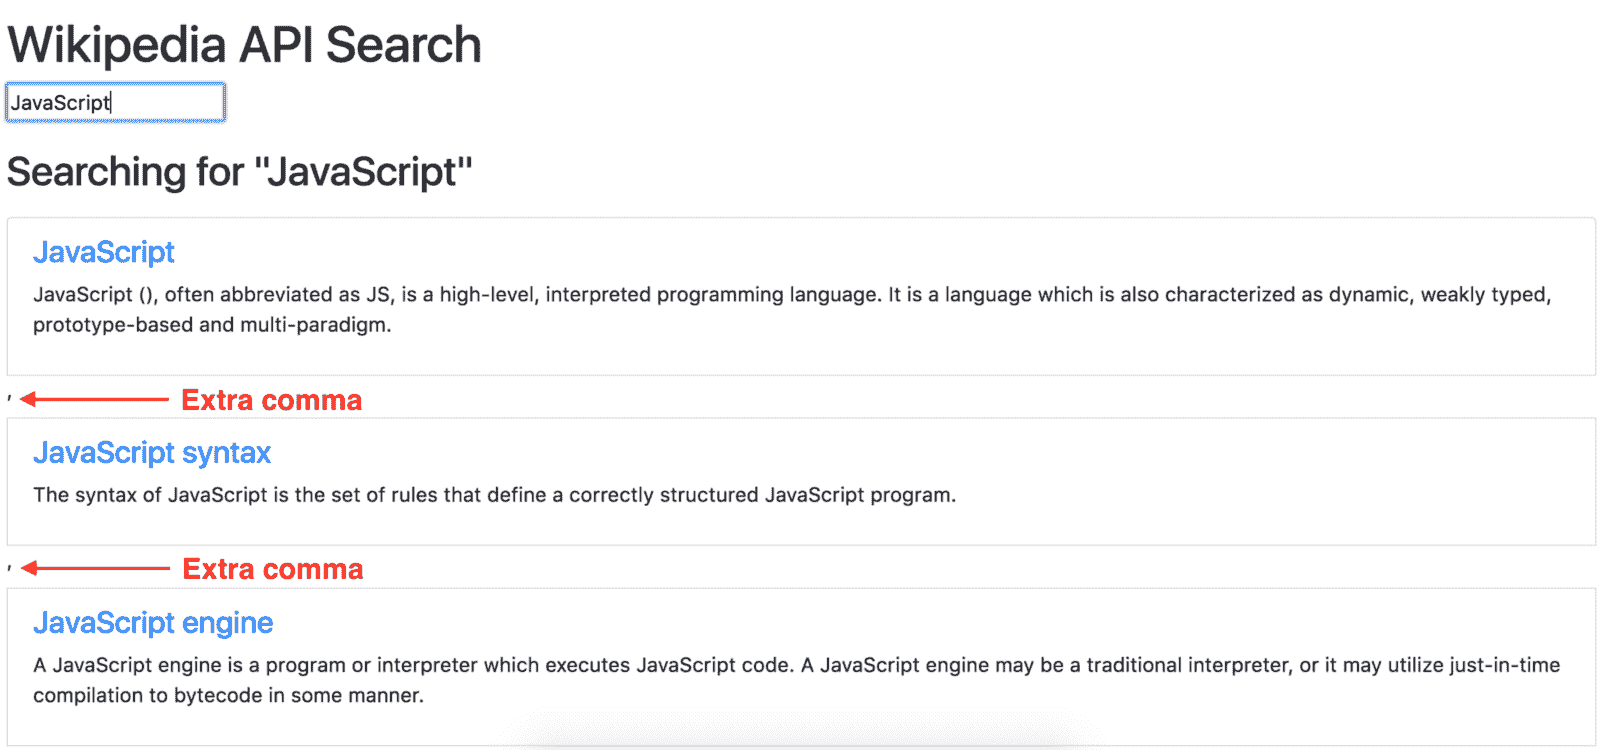 Wikipedia API Search
JavaScript
Searching for "JavaScript"
JavaScript
JavaScript (), often abbreviated as JS, is a high-level, interpreted programming language. It is a language which is also characterized as dynamic, weakly typed,
prototype-based and multi-paradigm.
, Extra comma
JavaScript syntax
The syntax of JavaScript is the set of rules that define a correctly structured JavaScript program.
, Extra comma
JavaScript engine
A JavaScript engine is a program or interpreter which executes JavaScript code. A JavaScript engine may be a traditional interpreter, or it may utilize just-in-time
compilation to bytecode in some manner.